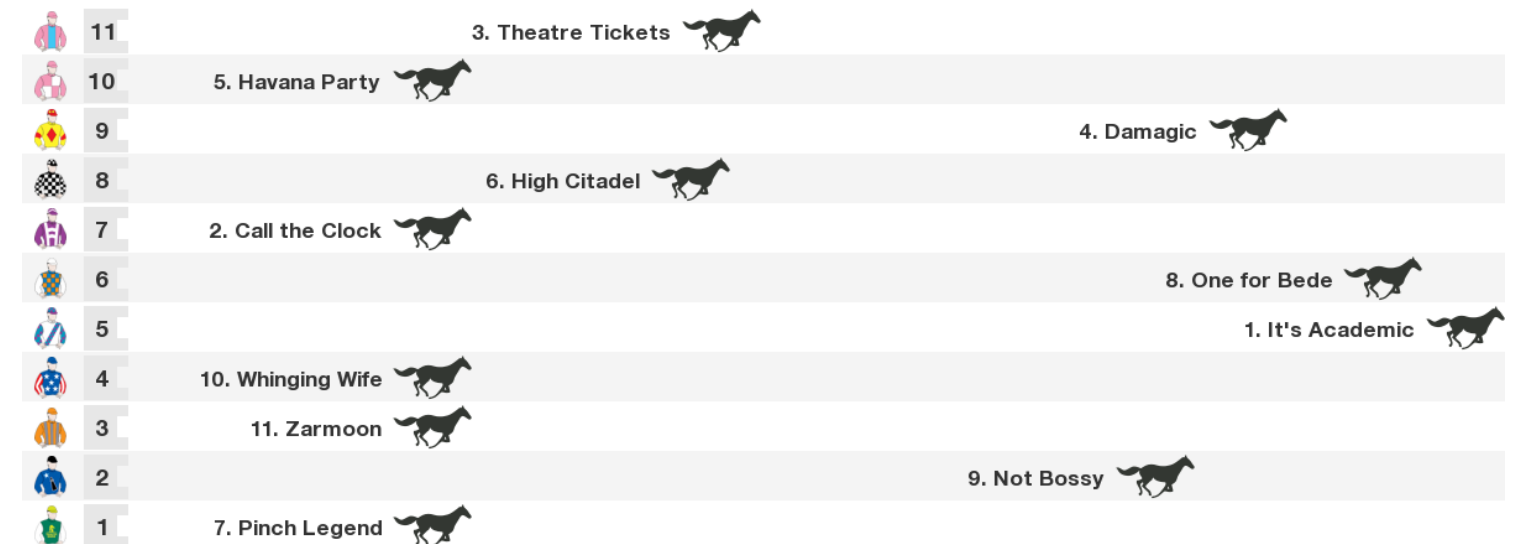 11 3. Theatre Tickets
10 5. Havana Party
9 4. Damagic
8 6. High Citadel
7 2. Call the Clock
6 8. One for Bede
5 1. It's Academic
4 10. Whinging Wife
3 11. Zarmoon
2 9. Not Bossy
1 7. Pinch Legend